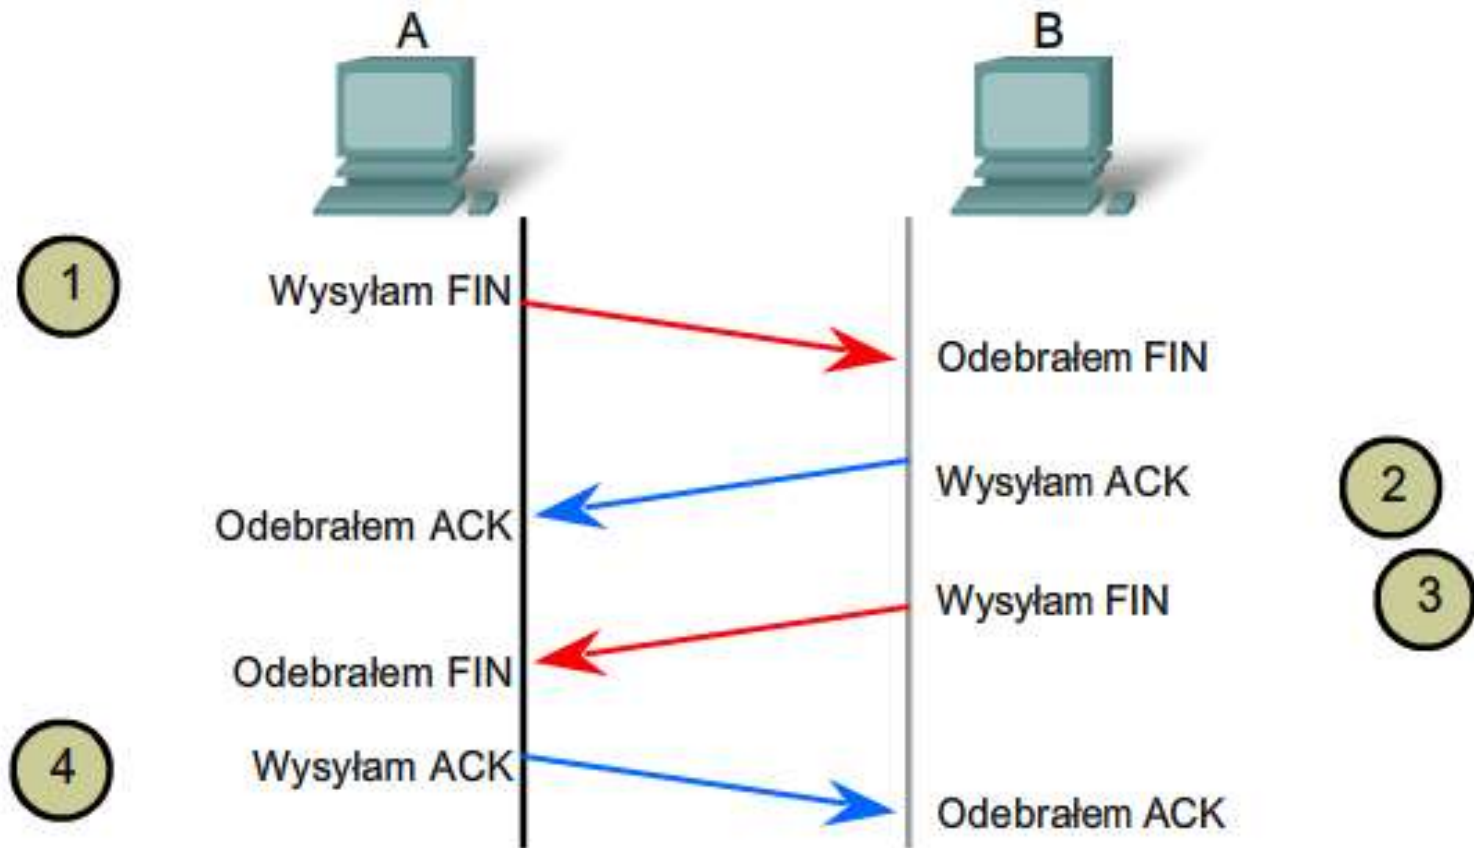 A
B
1
Wysyłam FIN
Odebrałem FIN
2
Wysyłam ACK
Odebrałem ACK
3
Wysyłam FIN
Odebrałem FIN
4
Wysyłam ACK
Odebrałem ACK